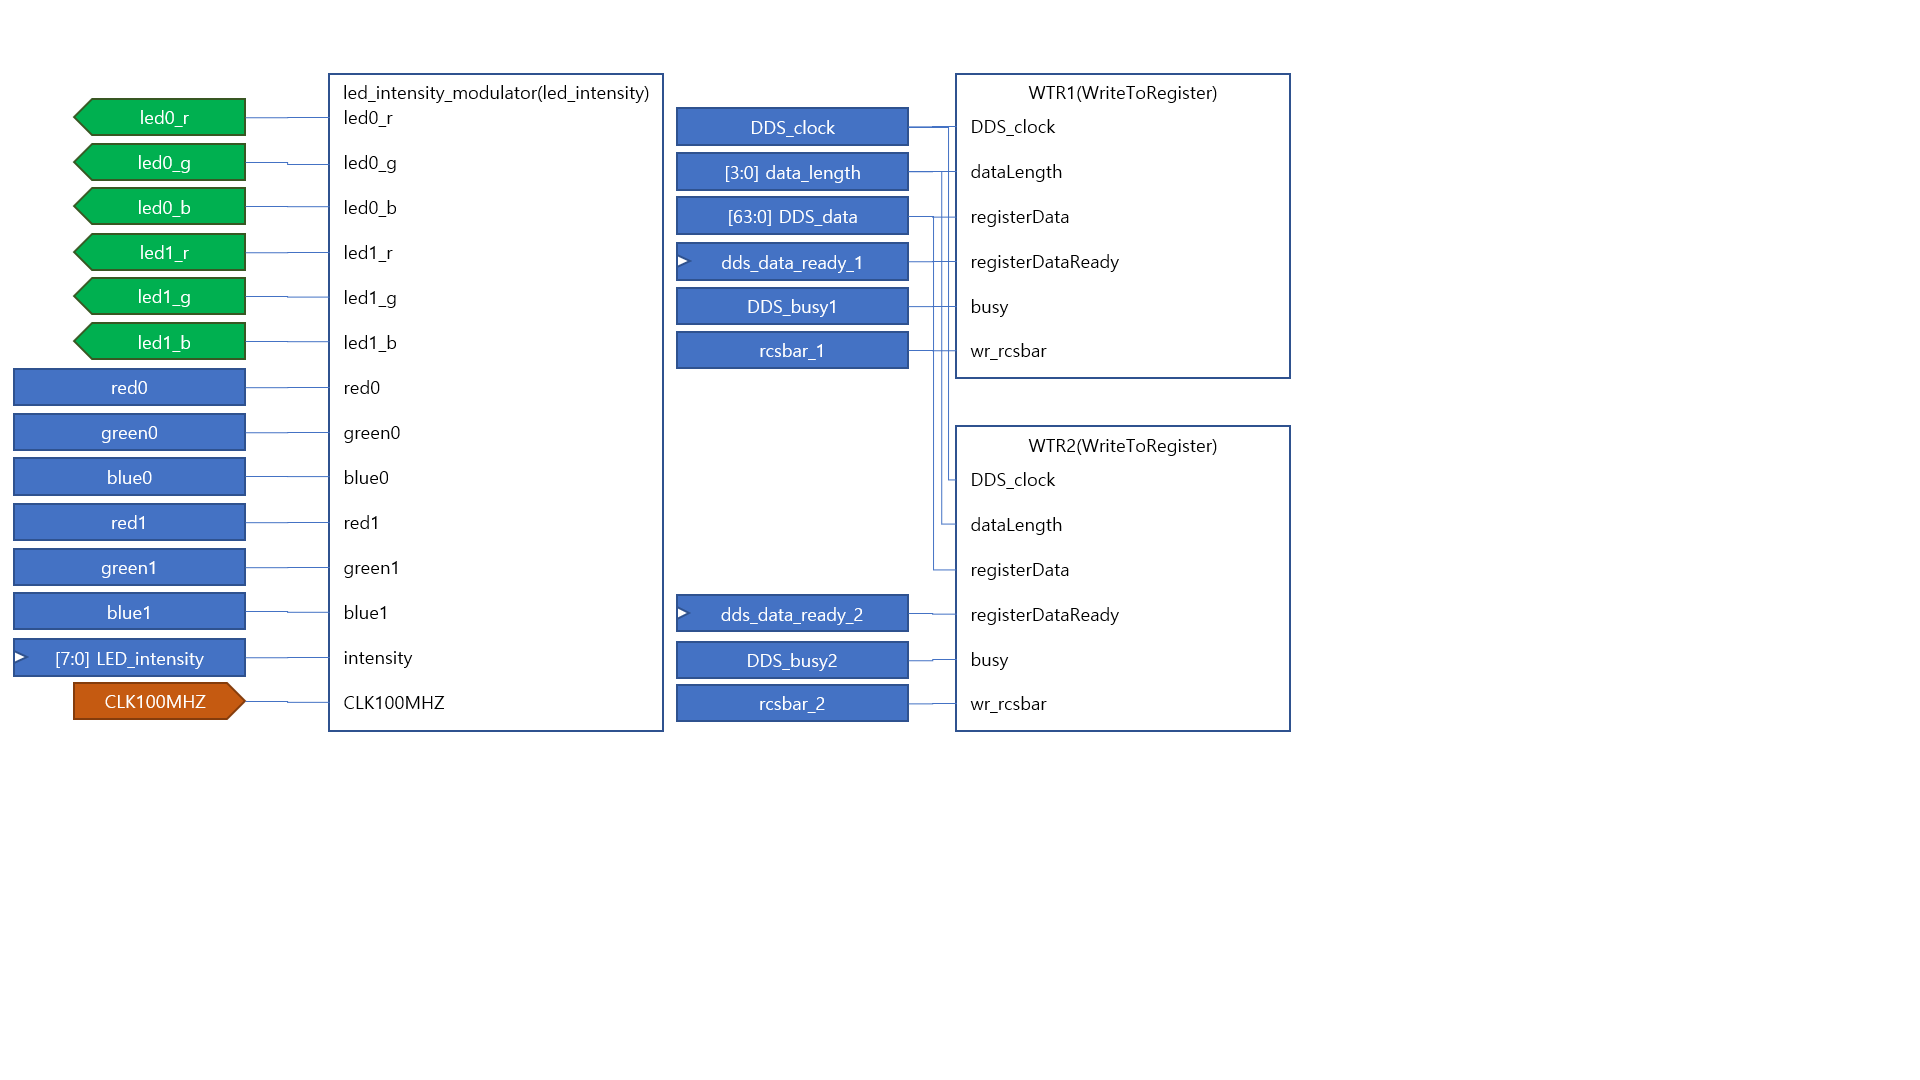 led0_r
led0_g
led0_b
led1_r
led1_g
led1_b
red0
green0
blue0
red1
green1
blue1
[7:0] LED_intensity
CLK100MHZ
led_intensity_modulator(led_intensity)
led0_r
led0_g
led0_b
led1_r
led1_g
led1_b
red0
green0
blue0
red1
green1
blue1
intensity
CLK100MHZ
DDS_clock
[3:0] data_length
[63:0] DDS_data
dds_data_ready_1
DDS_busy1
rcsbar_1
WTR1(WriteToRegister)
DDS_clock
dataLength
registerData
registerDataReady
busy
wr_rcsbar
dds_data_ready_2
DDS_busy2
rcsbar_2
WTR2(WriteToRegister)
DDS_clock
dataLength
registerData
registerDataReady
busy
wr_rcsbar